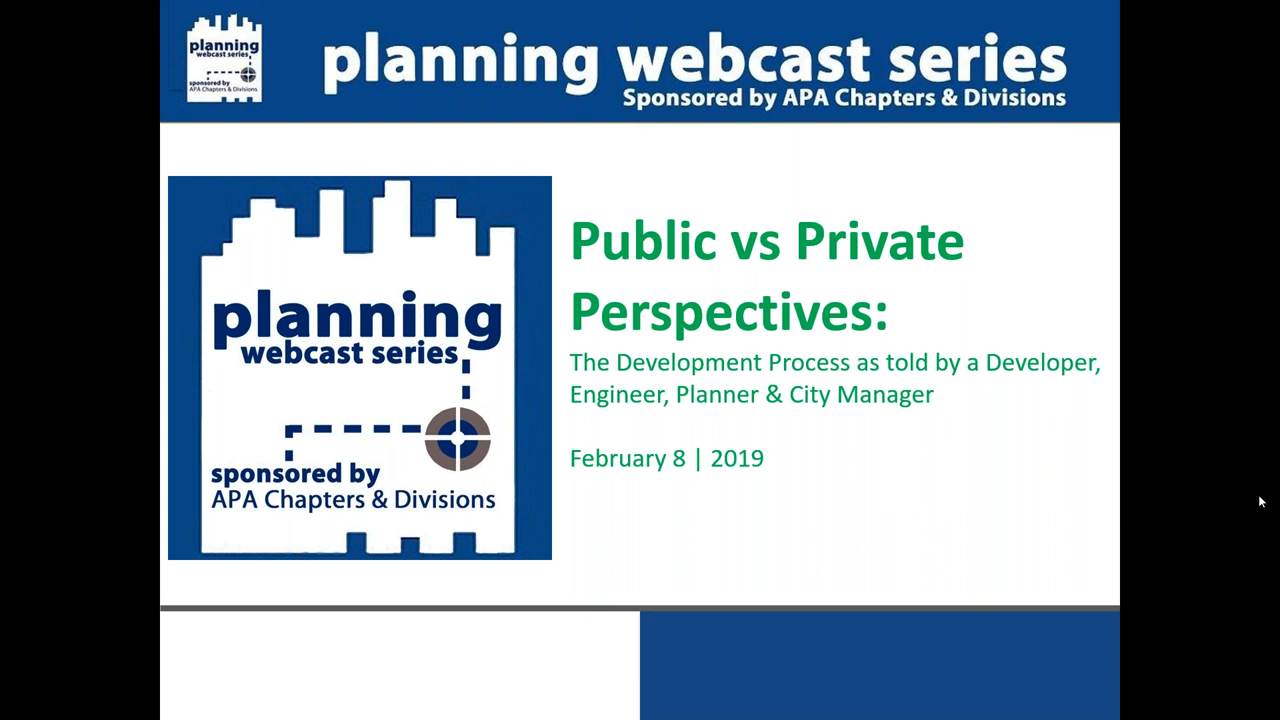 planning
webcast series
sponsored by
APA Chapters & Divisions
planning webcast series
Sponsored by APA Chapters & Divisions
planning
webcast series
sponsored by
APA Chapters & Divisions
Public vs Private
Perspectives:
The Development Process as told by a Developer,
Engineer, Planner & City Manager
February 8 | 2019